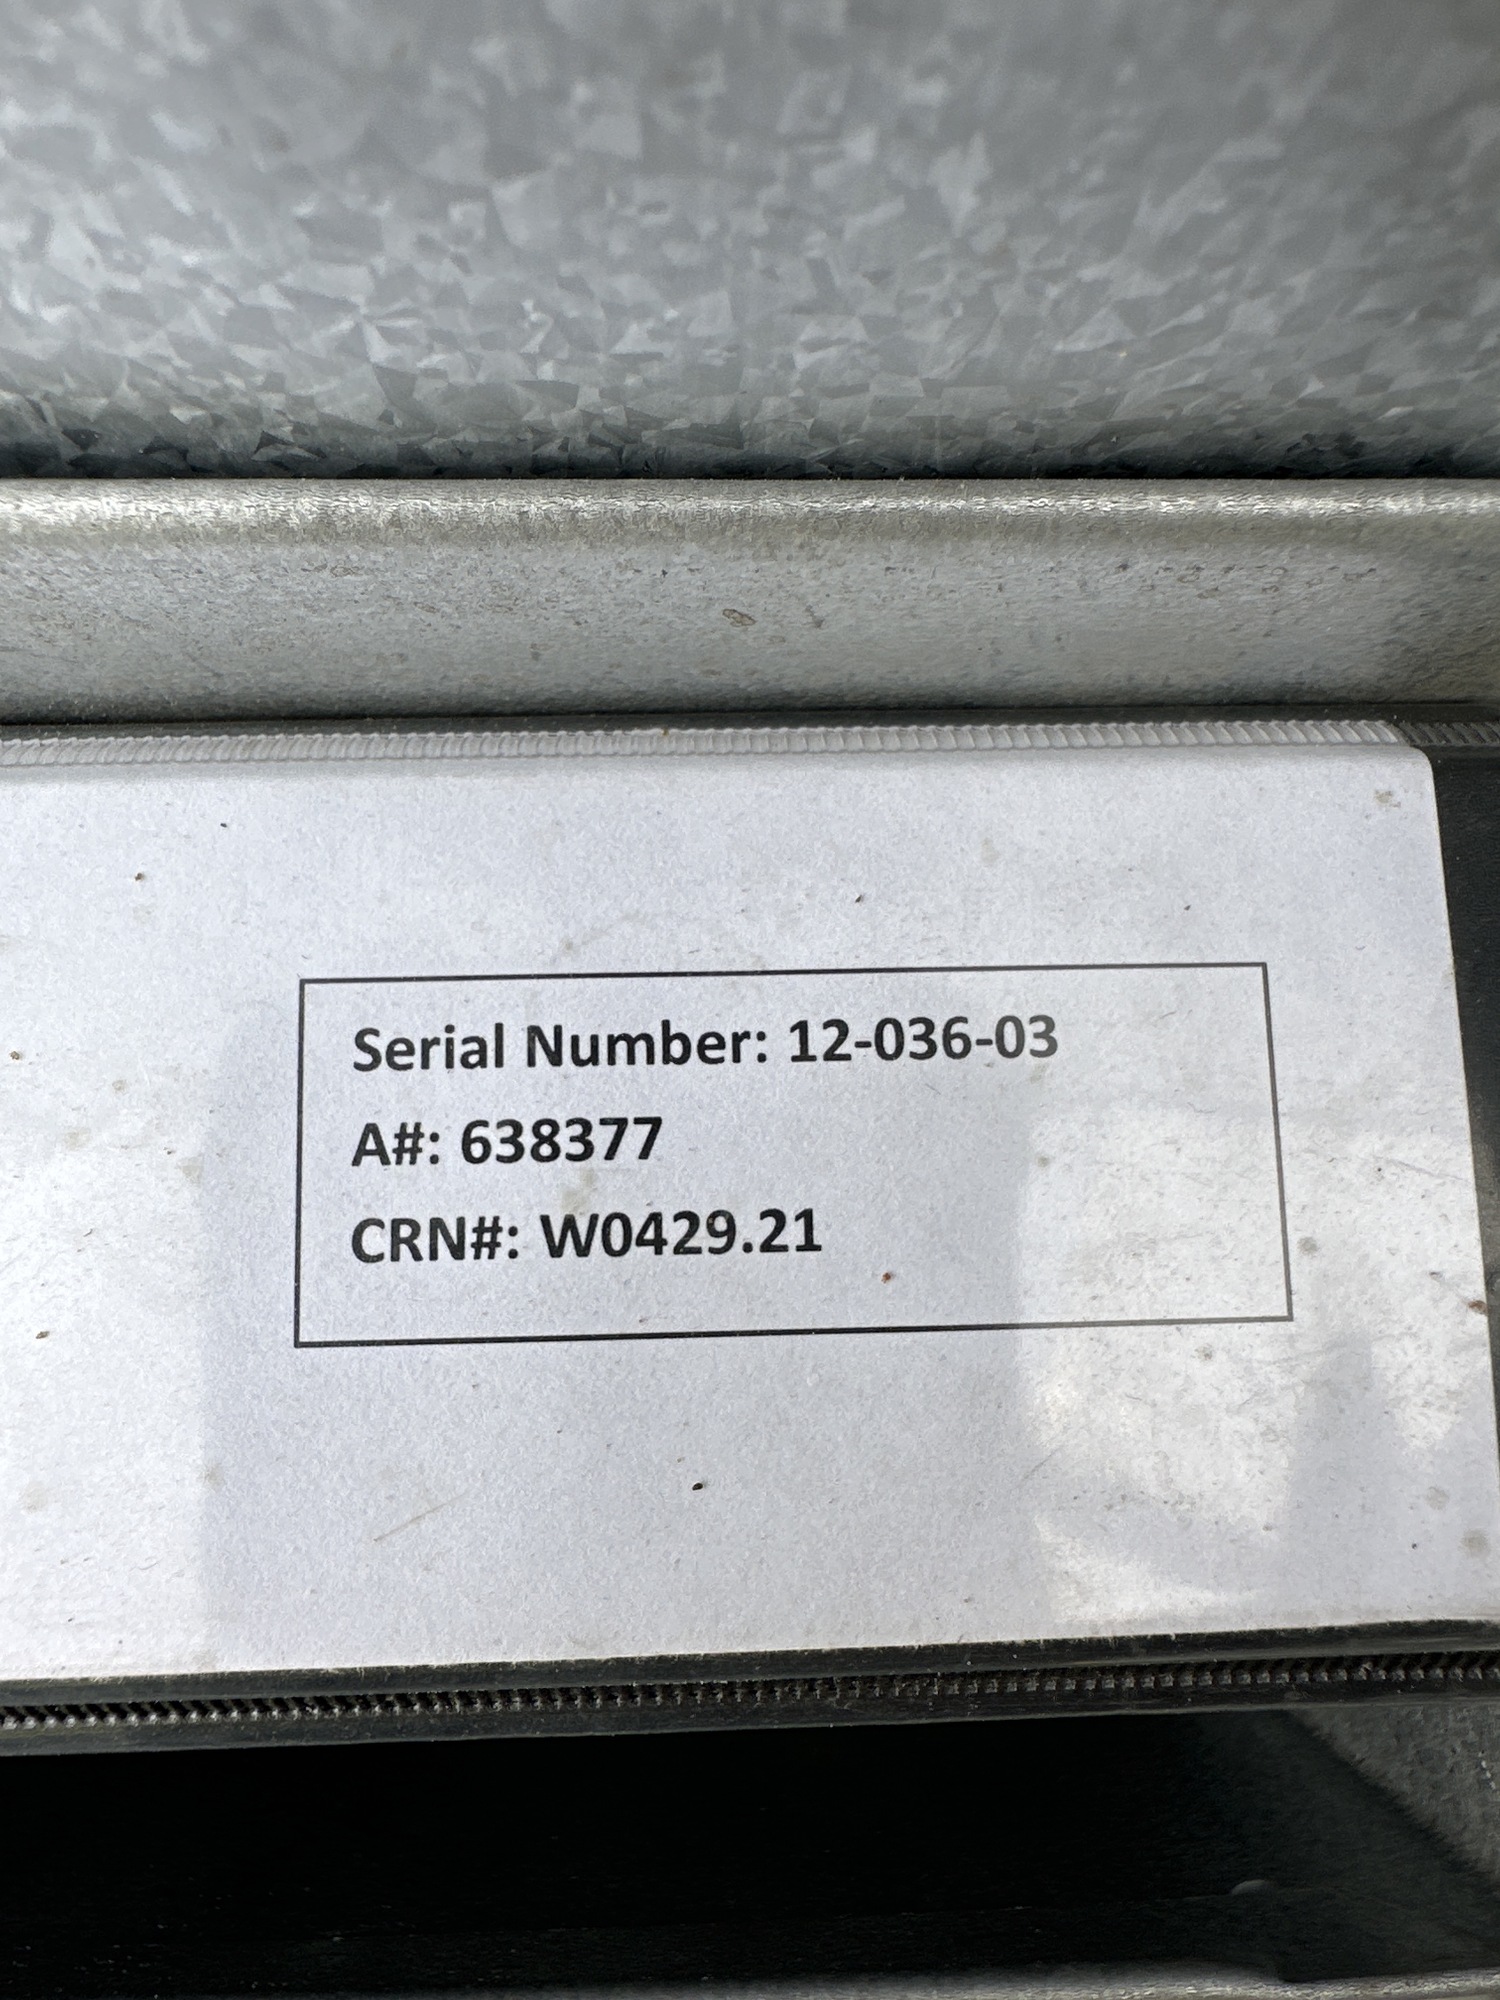 Serial Number: 12-036-03
A#: 638377
CRN#: W0429.21